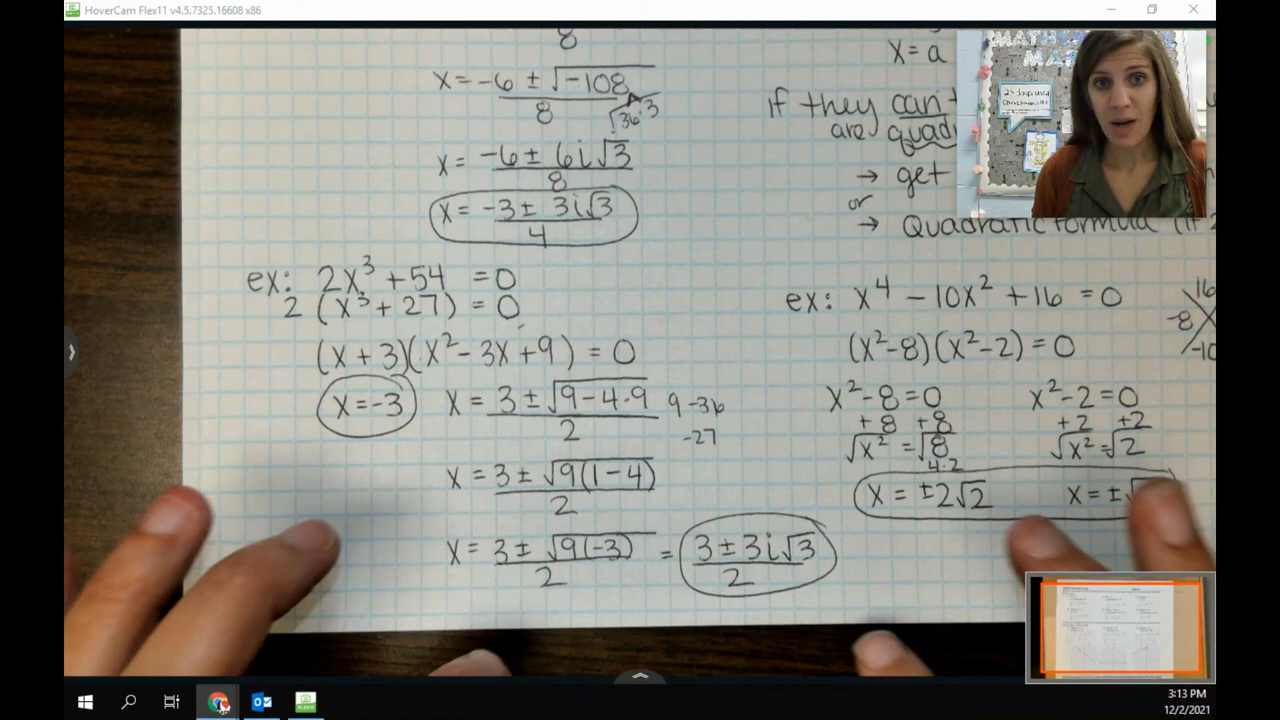 HoverCam Flex11 v4.5.7325.16608 x86
8
x = -6 ± √-108
8
√36·3
x = -6 ± 6i√3
8
x = -3 ± 3i√3
4
ex: 2x³ + 54 = 0
2 (x³ + 27) = 0
(x + 3)(x² - 3x + 9) = 0
x = -3
x = 3 ± √9 - 4·9
2
9 - 36
-27
x = 3 ± √9(1 - 4)
2
x = 3 ± √9(-3) = 3 ± 3i√3
2 2
x = a
if they can't
are quad
→ get
or
→ Quadratic formula (if
ex: x⁴ - 10x² + 16 = 0
16
-8
-10
(x² - 8)(x² - 2) = 0
x² - 8 = 0 x² - 2 = 0
+8 +8 +2 +2
√x² = √8 √x² = √2
4·2
x = ±2√2 x = ±√
3:13 PM
12/2/2021